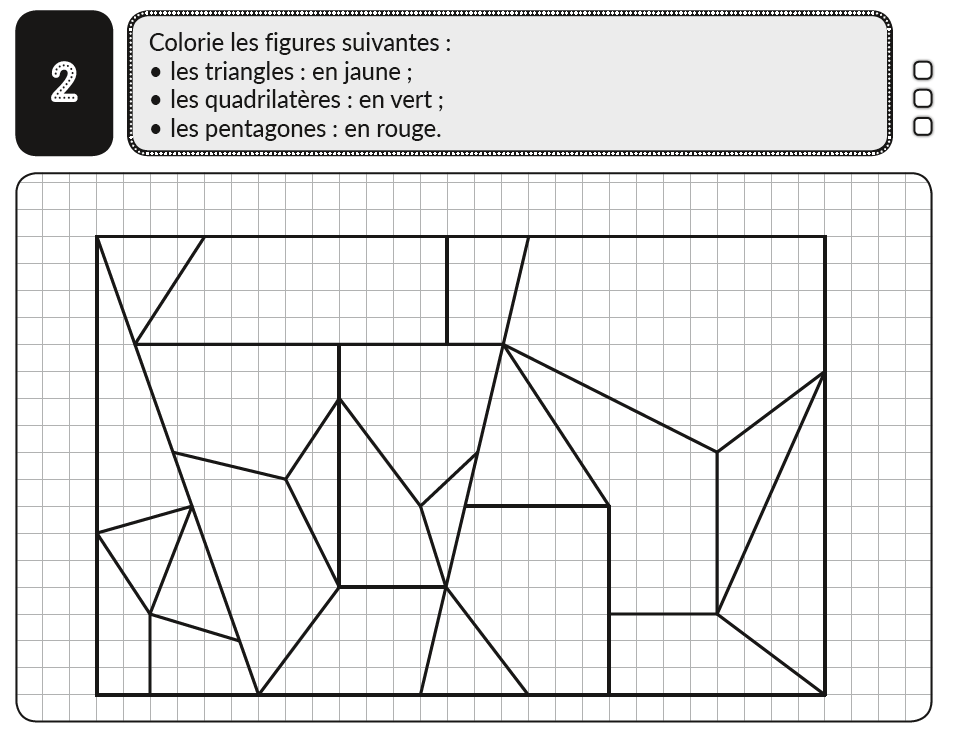 2
Colorie les figures suivantes :
• les triangles : en jaune ;
• les quadrilatères : en vert ;
• les pentagones : en rouge.